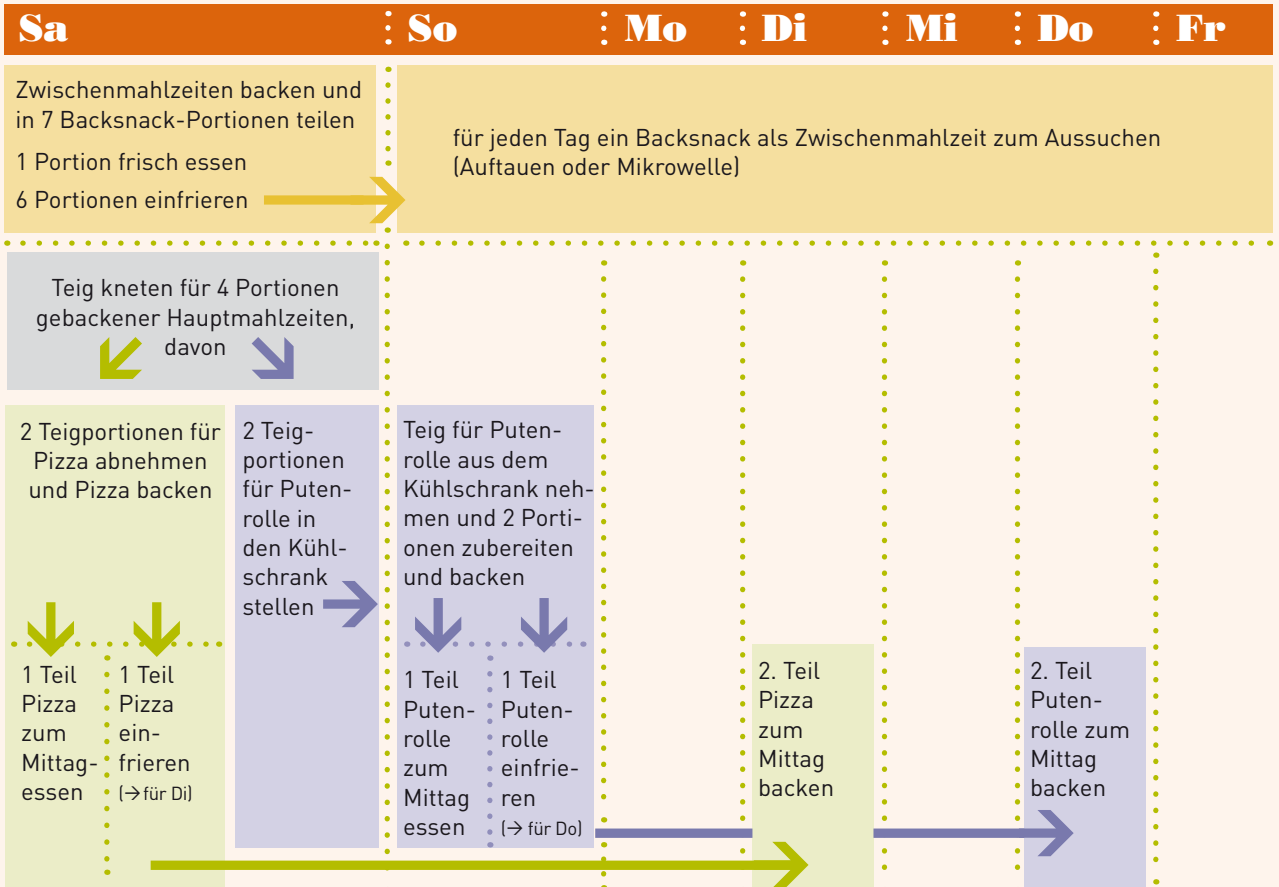 Sa
So
Mo
Di
Mi
Do
Fr
Zwischenmahlzeiten backen und
in 7 Backsnack-Portionen teilen
1 Portion frisch essen
6 Portionen einfrieren
für jeden Tag ein Backsnack als Zwischenmahlzeit zum Aussuchen
(Auftauen oder Mikrowelle)
Teig kneten für 4 Portionen
gebackener Hauptmahlzeiten,
davon
2 Teigportionen für
Pizza abnehmen
und Pizza backen
1 Teil
Pizza
zum
Mittag-
essen
1 Teil
Pizza
ein-
frieren
(→für Di)
2 Teig-
portionen
für Puten-
rolle in
den Kühl-
schrank
stellen
Teig für Puten-
rolle aus dem
Kühlschrank neh-
men und 2 Porti-
onen zubereiten
und backen
1 Teil
Puten-
rolle
zum
Mittag
essen
1 Teil
Puten-
rolle
einfrie-
ren
(→ für Do)
2. Teil
Pizza
zum
Mittag
backen
2. Teil
Puten-
rolle zum
Mittag
backen